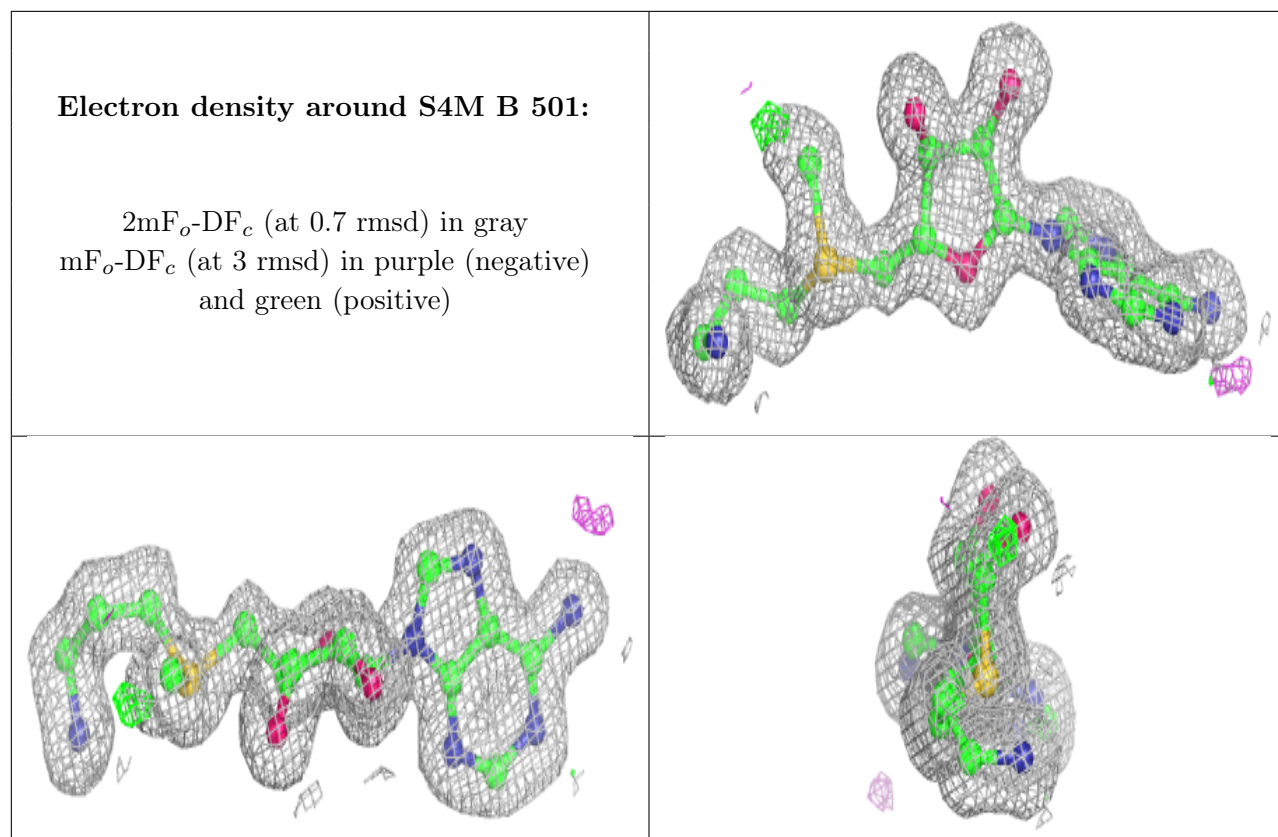 Electron density around S4M B 501:
2mFo-DFc (at 0.7 rmsd) in gray
mFo-DFc (at 3 rmsd) in purple (negative)
and green (positive)